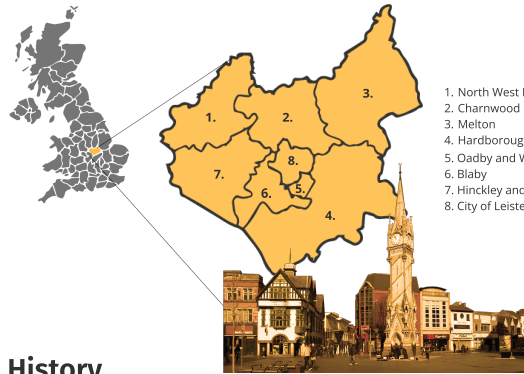 1.
2.
3.
8.
7.
6.
5.
4.
1. North West
2. Charnwood
3. Melton
4. Hardboroug
5. Oadby and
6. Blaby
7. Hinckley and
8. City of Leiste
History